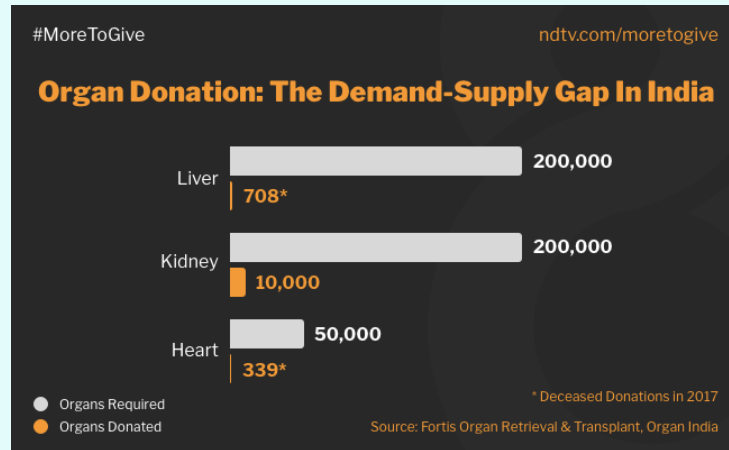 #MoreToGive
ndtv.com/moretogive
Organ Donation: The Demand-Supply Gap In India
Liver
200,000
708*
Kidney
200,000
10,000
Heart
50,000
339*
Organs Required
Organs Donated
* Deceased Donations in 2017
Source: Fortis Organ Retrieval & Transplant, Organ India